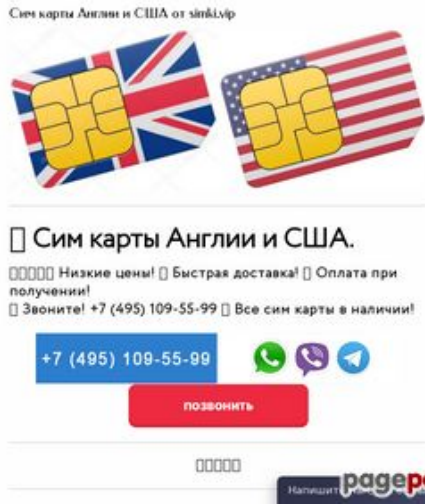 Сим карты Англии и США от simki.vip
Сим карты Англии и США.
Низкие цены! Быстрая доставка! Оплата при
получении!
Звоните! +7 (495) 109-55-99 Все сим карты в наличии!
+7 (495) 109-55-99
ПОЗВОНИТЬ